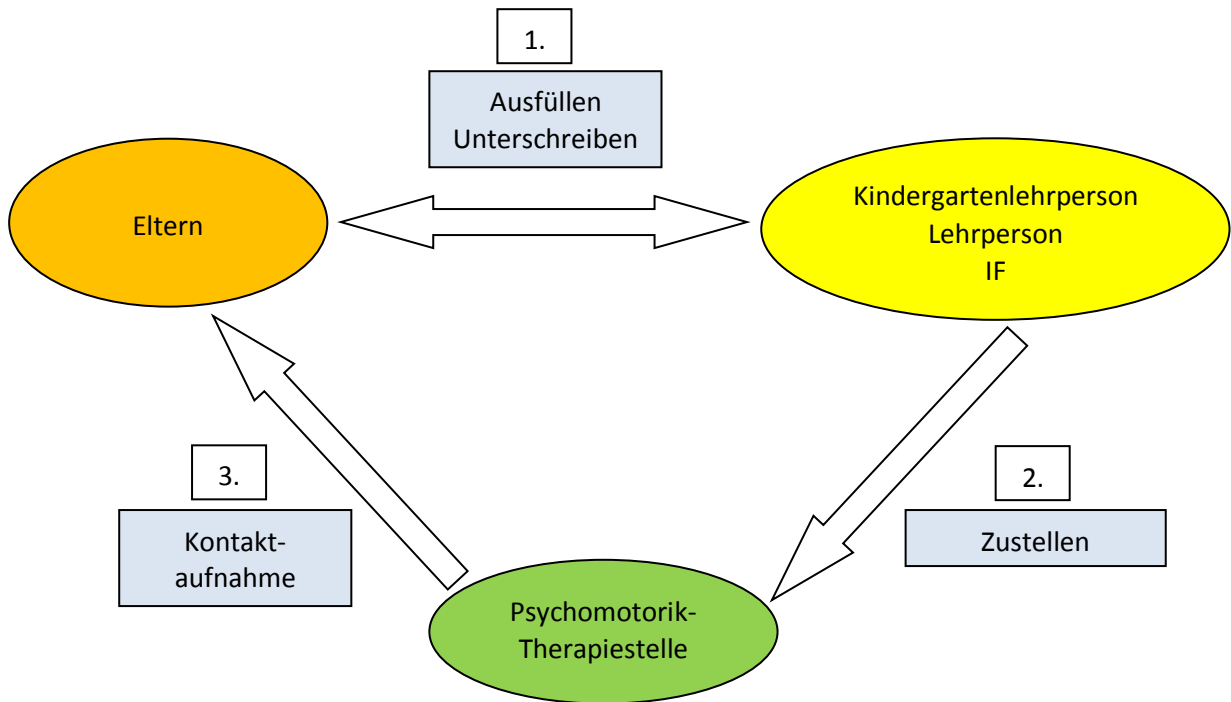 1.
Ausfüllen
Unterschreiben
Eltern
Kindergartenlehrperson
Lehrperson
IF
3.
Kontakt-
aufnahme
2.
Zustellen
Psychomotorik-
Therapiestelle